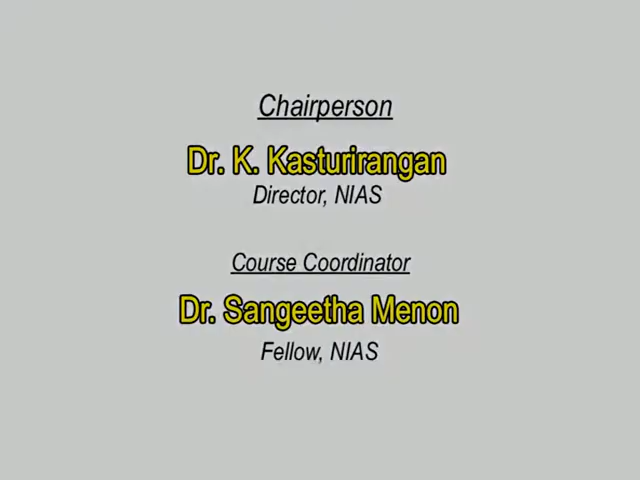 Chairperson
Dr. K. Kasturirangan
Director, NIAS
Course Coordinator
Dr. Sangeetha Menon
Fellow, NIAS